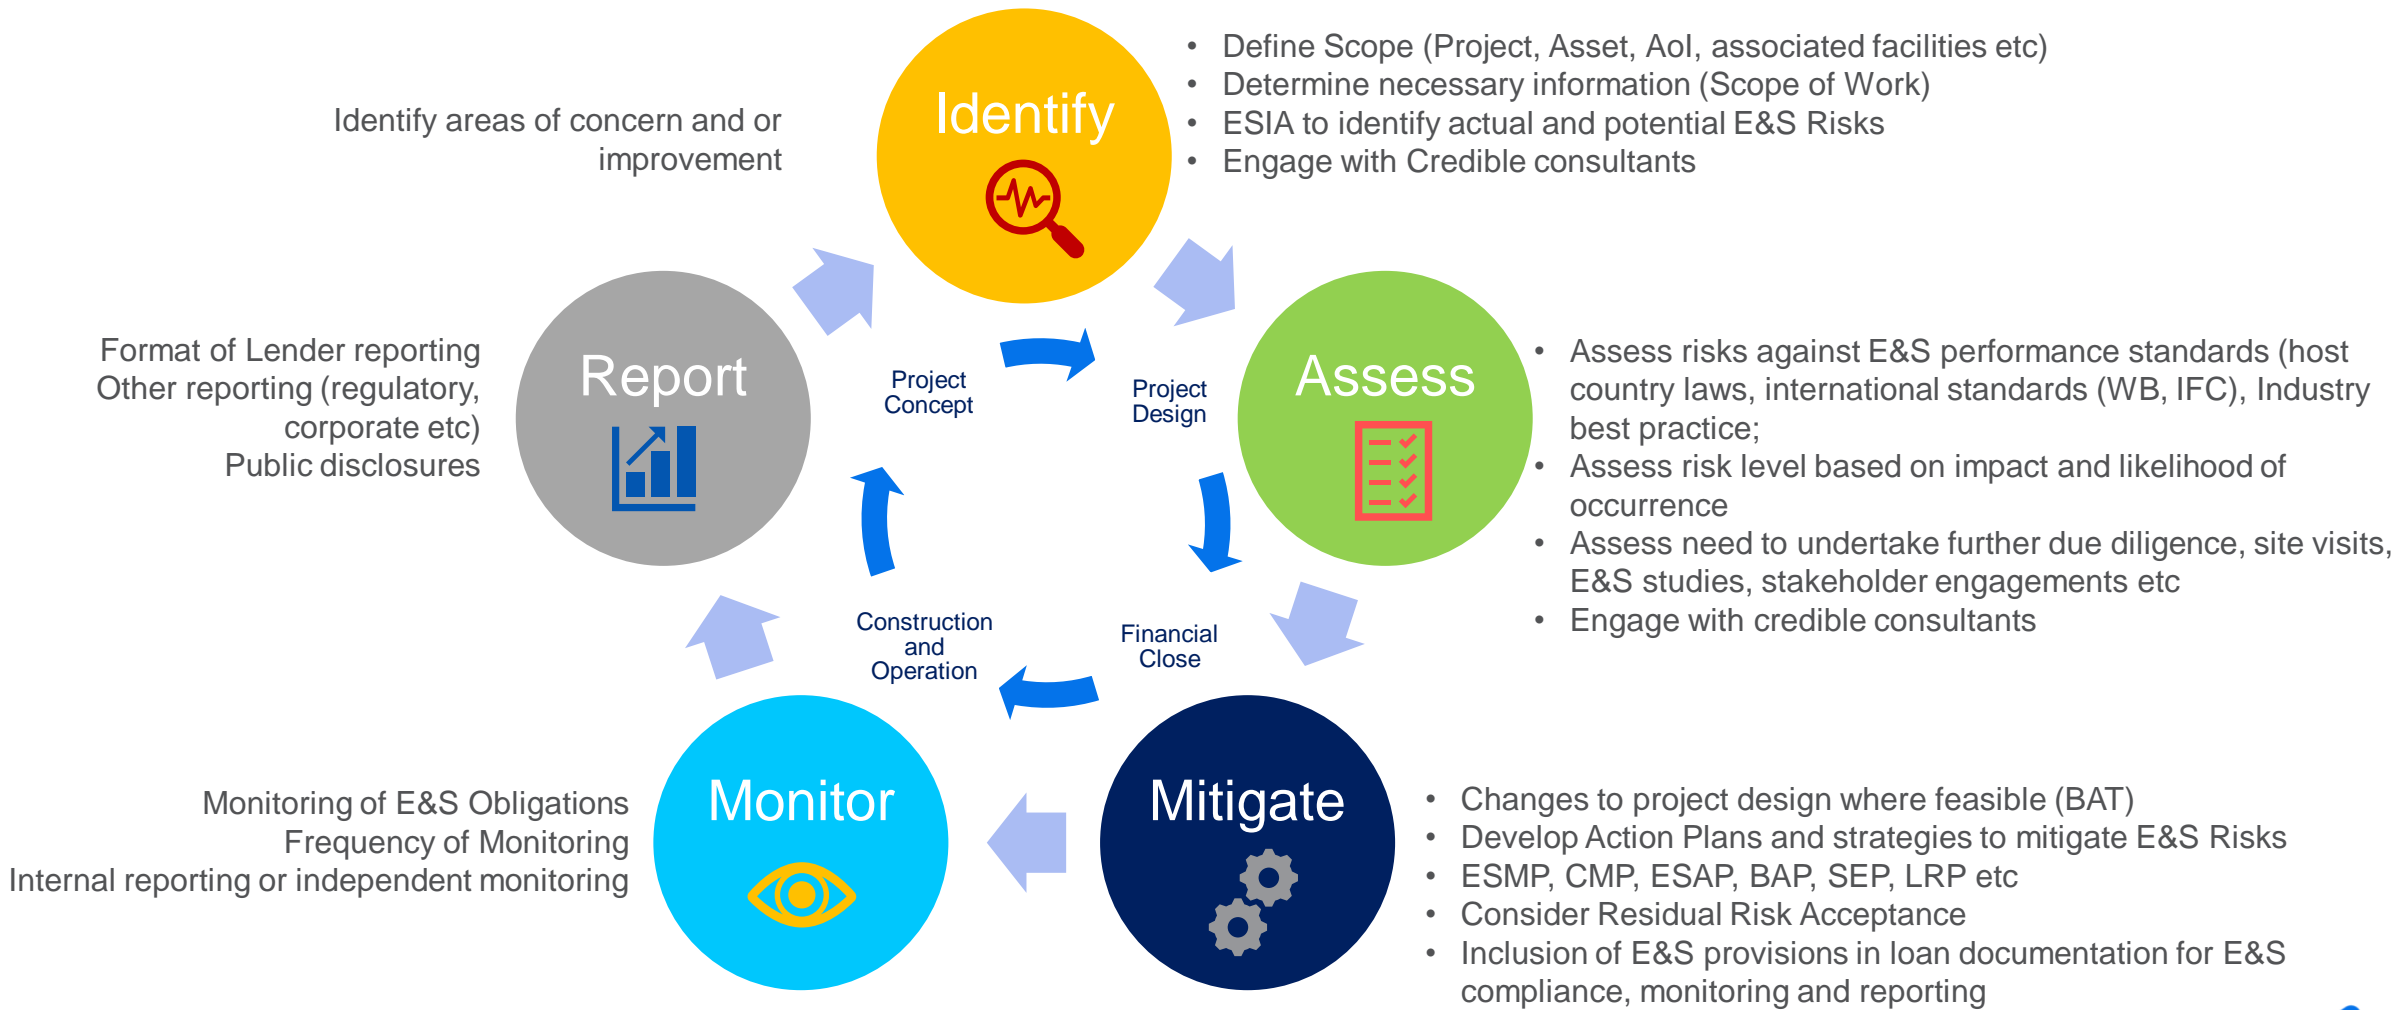 Identify
• Define Scope (Project, Asset, AoI, associated facilities etc)
• Determine necessary information (Scope of Work)
• ESIA to identify actual and potential E&S Risks
• Engage with Credible consultants
Identify areas of concern and or
improvement
Assess
• Assess risks against E&S performance standards (host
country laws, international standards (WB, IFC), Industry
best practice;
• Assess risk level based on impact and likelihood of
occurrence
• Assess need to undertake further due diligence, site visits,
E&S studies, stakeholder engagements etc
• Engage with credible consultants
Mitigate
• Changes to project design where feasible (BAT)
• Develop Action Plans and strategies to mitigate E&S Risks
• ESMP, CMP, ESAP, BAP, SEP, LRP etc
• Consider Residual Risk Acceptance
• Inclusion of E&S provisions in loan documentation for E&S
compliance, monitoring and reporting
Monitor
Monitoring of E&S Obligations
Frequency of Monitoring
Internal reporting or independent monitoring
Report
Format of Lender reporting
Other reporting (regulatory,
corporate etc)
Public disclosures
Project
Concept
Project
Design
Financial
Close
Construction
and
Operation